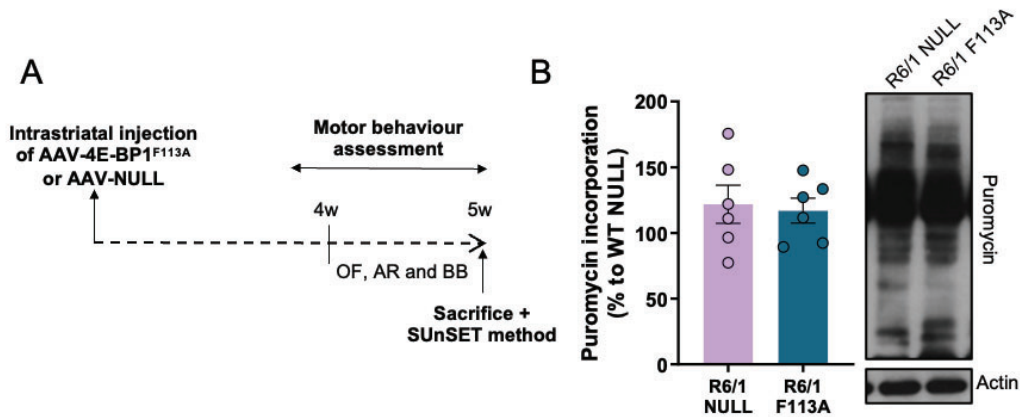 A
Intrastriatal injection
of AAV-4E-BP1F113A
or AAV-NULL
Motor behaviour
assessment
4w
5w
OF, AR and BB
Sacrifice +
SUnSET method
B
Puromycin incorporation
(% to WT NULL)
200
150
100
50
0
R6/1
NULL
R6/1
F113A
R6/1 NULL
R6/1 F113A
Puromycin
Actin